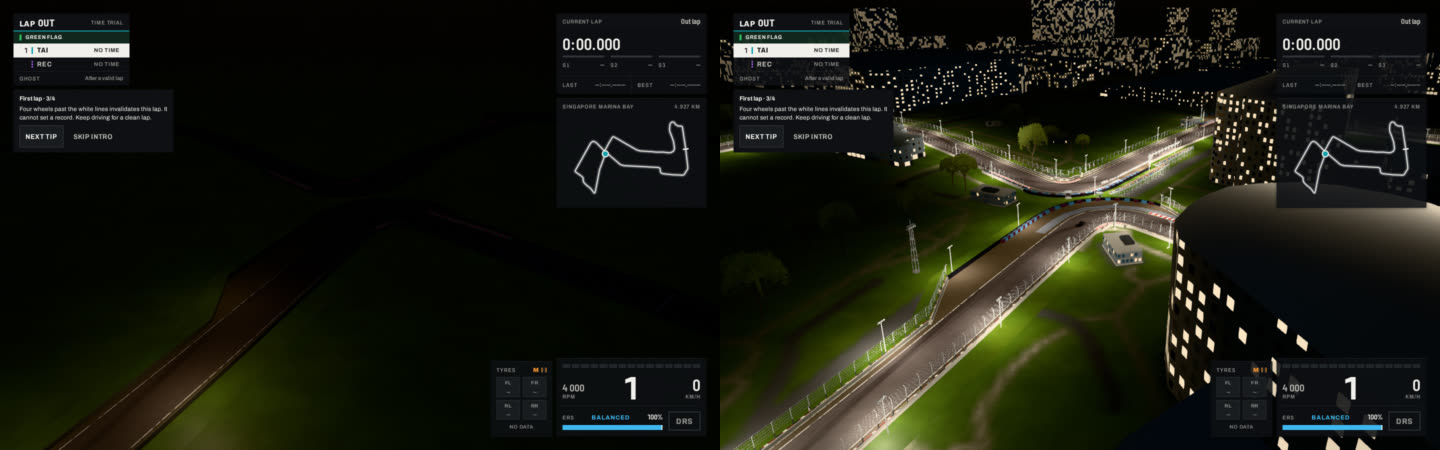 LAP OUT TIME TRIAL
GREEN FLAG
1 TAI NO TIME
REC NO TIME
GHOST After a valid lap
First lap · 3/4
Four wheels past the white lines invalidates this lap. It
cannot set a record. Keep driving for a clean lap.
NEXT TIP SKIP INTRO
CURRENT LAP Out lap
0:00.000
S1 – S2 – S3 –
LAST –:––.––– BEST –:––.–––
SINGAPORE MARINA BAY 4.927 KM
TYRES M
FL FR
–
–
RL RR
–
–
NO DATA
4 000
RPM
1
0
KM/H
ERS BALANCED 100%
DRS
LAP OUT TIME TRIAL
GREEN FLAG
1 TAI NO TIME
REC NO TIME
GHOST After a valid lap
First lap · 3/4
Four wheels past the white lines invalidates this lap. It
cannot set a record. Keep driving for a clean lap.
NEXT TIP SKIP INTRO
CURRENT LAP Out lap
0:00.000
S1 – S2 – S3 –
LAST –:––.––– BEST –:––.–––
SINGAPORE MARINA BAY 4.927 KM
TYRES M
FL FR
–
–
RL RR
–
–
NO DATA
4 000
RPM
1
0
KM/H
ERS BALANCED 100%
DRS